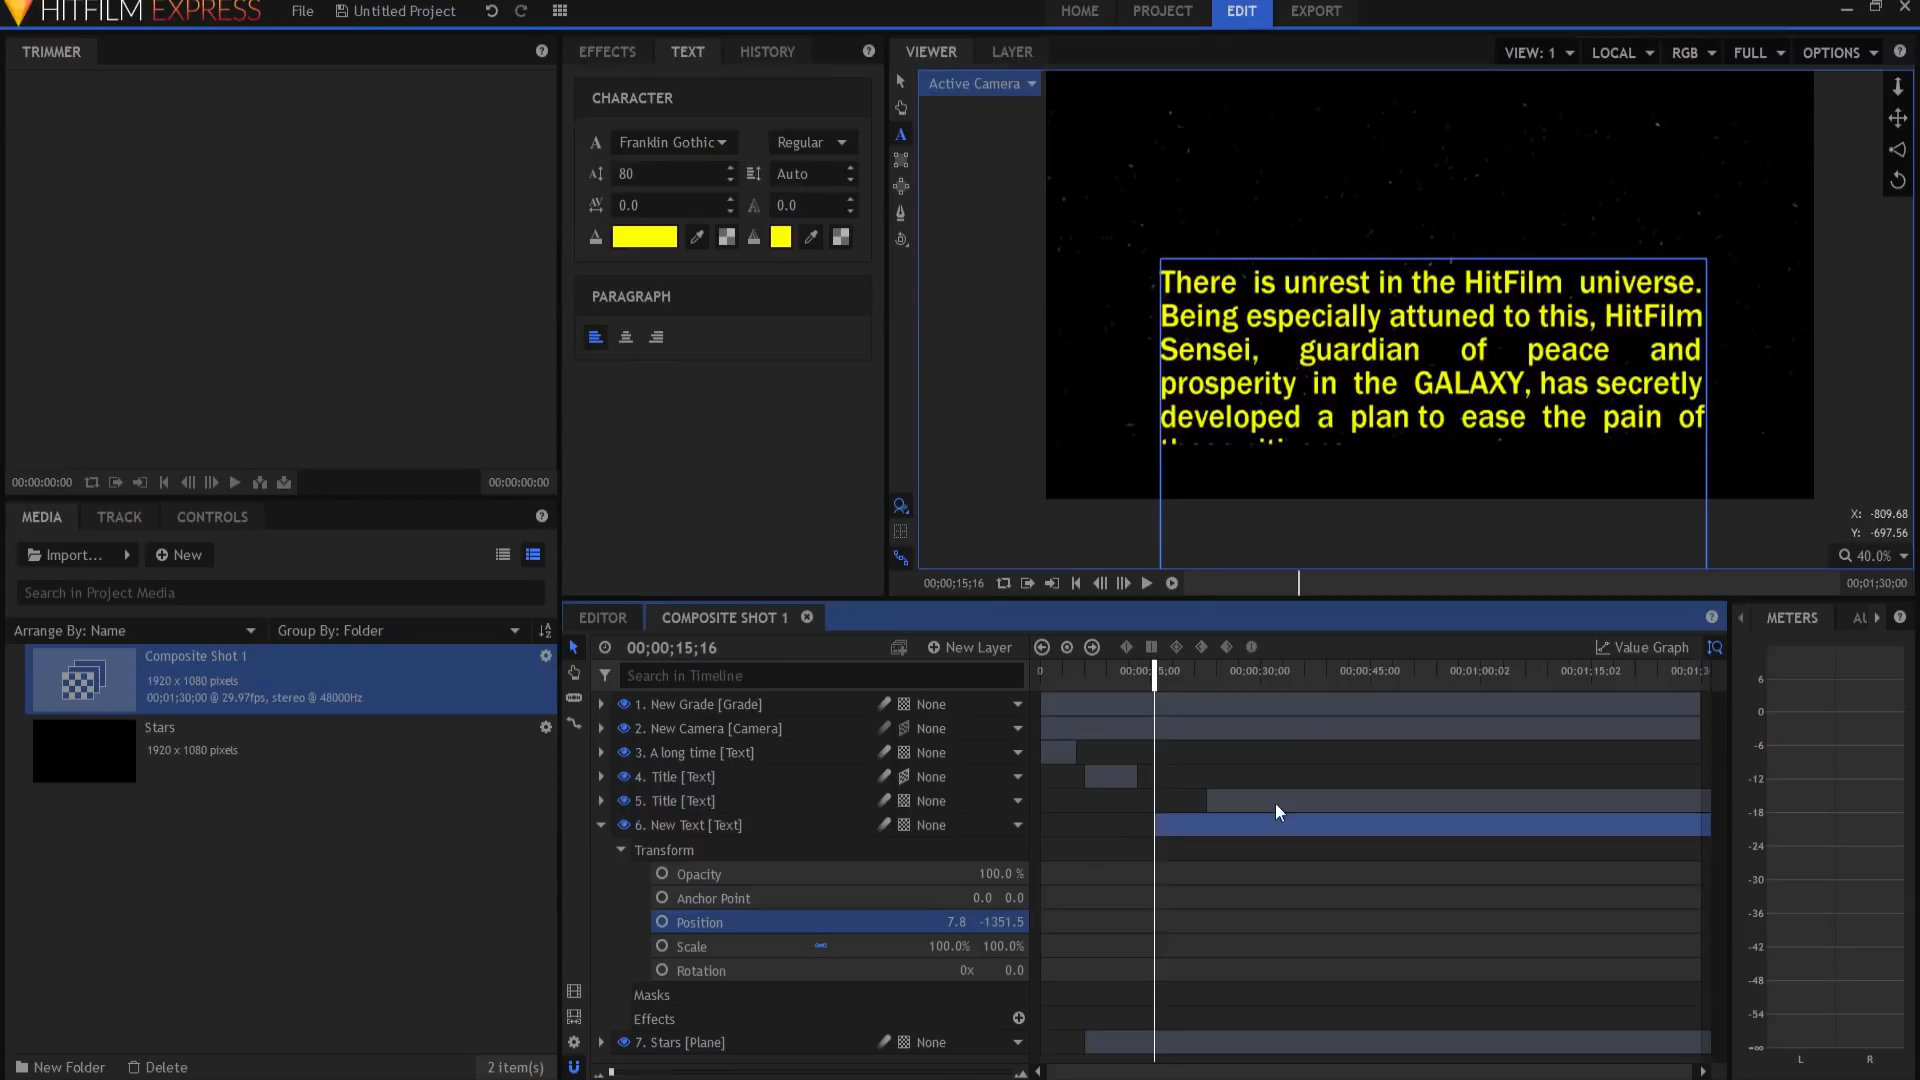 HITFILM EXPRESS File Untitled Project HOME PROJECT EDIT EXPORT
TRIMMER
00:00:00:00 00:00:00:00
EFFECTS TEXT HISTORY
CHARACTER
Franklin Gothic Regular
80 Auto
0.0 0.0
PARAGRAPH
VIEWER LAYER VIEW: 1 LOCAL RGB FULL OPTIONS
Active Camera
There is unrest in the HitFilm universe.
Being especially attuned to this, HitFilm
Sensei, guardian of peace and
prosperity in the GALAXY, has secretly
developed a plan to ease the pain of
X: -809.68
Y: -697.56
40.0%
00;00;15;16 00;01;30;00
MEDIA TRACK CONTROLS
Import... New
Search in Project Media
Arrange By: Name Group By: Folder
Composite Shot 1
1920 x 1080 pixels
00;01;30;00 @ 29.97fps, stereo @ 48000Hz
Stars
1920 x 1080 pixels
New Folder Delete 2 item(s)
EDITOR COMPOSITE SHOT 1
00;00;15;16 New Layer Value Graph
Search in Timeline
0 00;00;15;00 00;00;30;00 00;00;45;00 00;01;00;02 00;01;15;02 00;01;3
1. New Grade [Grade] None
2. New Camera [Camera] None
3. A long time [Text] None
4. Title [Text] None
5. Title [Text] None
6. New Text [Text] None
Transform
Opacity 100.0 %
Anchor Point 0.0 0.0
Position 7.8 -1351.5
Scale 100.0% 100.0%
Rotation 0x 0.0
Masks
Effects
7. Stars [Plane] None
METERS
6
0
-6
-12
-18
-24
-30
-36
-42
-48
-54
-∞
L R